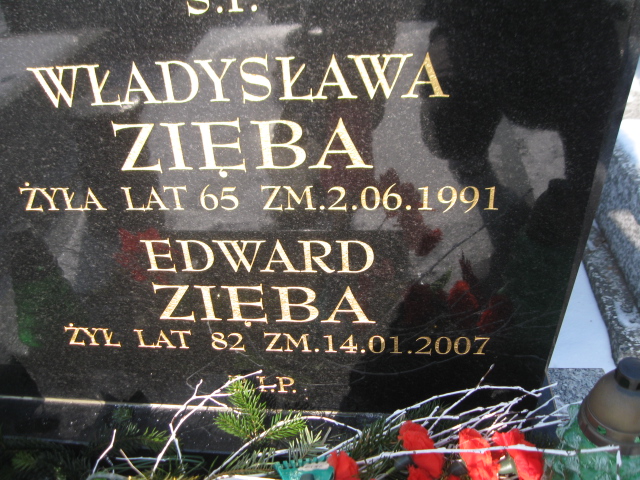 Ś.P.
WŁADYSŁAWA
ZIĘBA
ŻYŁA LAT 65 ZM.2.06.1991
EDWARD
ZIĘBA
ŻYŁ LAT 82 ZM.14.01.2007
R.I.P.